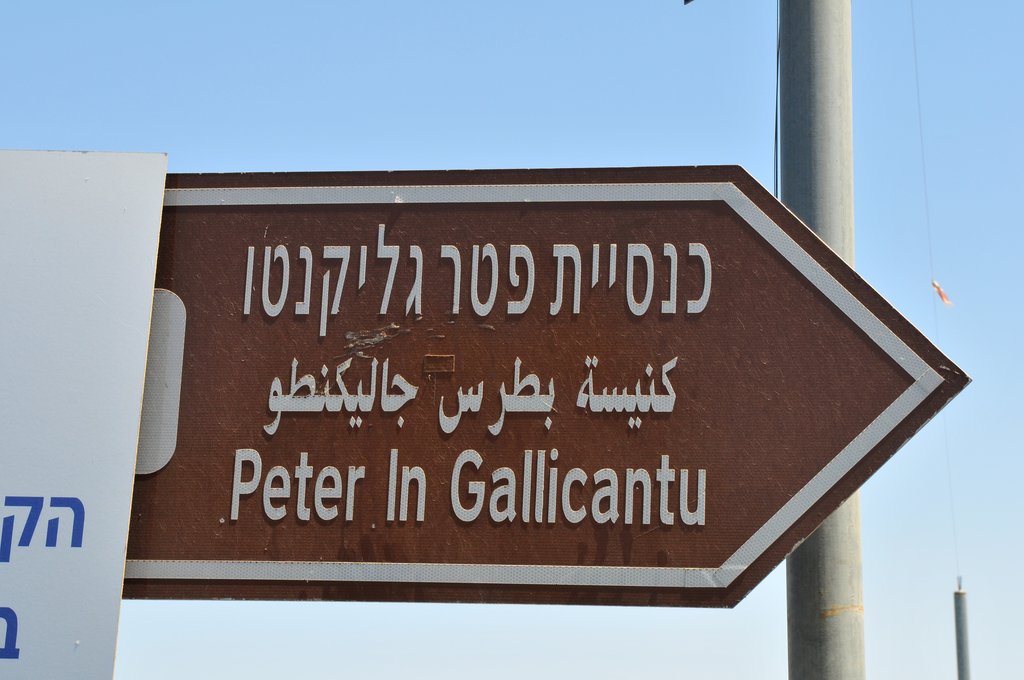 כנסיית פטר גליקנטו
كنيسة بطرس جاليكنطو
Peter In Gallicantu